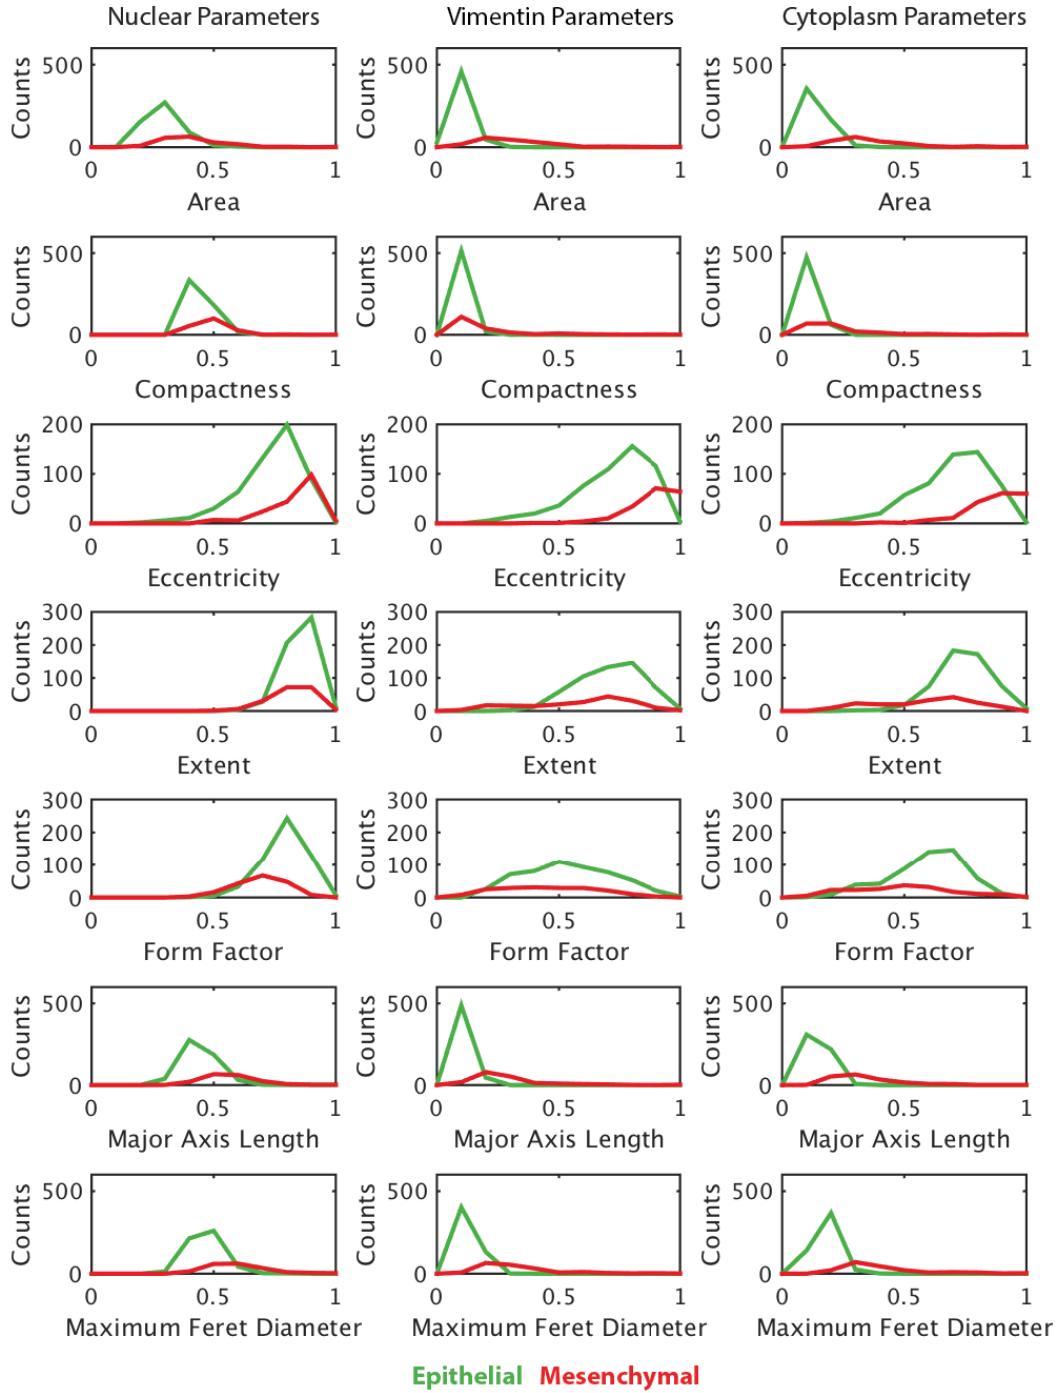 Nuclear Parameters Vimentin Parameters Cytoplasm Parameters
Counts 500 0 Counts 500 0 Counts 500 0
0 0.5 1 0 0.5 1 0 0.5 1
Area Area Area
Counts 500 0 Counts 500 0 Counts 500 0
0 0.5 1 0 0.5 1 0 0.5 1
Compactness Compactness Compactness
Counts 200 100 0 Counts 200 100 0 Counts 200 100 0
0 0.5 1 0 0.5 1 0 0.5 1
Eccentricity Eccentricity Eccentricity
Counts 300 200 100 0 Counts 300 200 100 0 Counts 300 200 100 0
0 0.5 1 0 0.5 1 0 0.5 1
Extent Extent Extent
Counts 300 200 100 0 Counts 300 200 100 0 Counts 300 200 100 0
0 0.5 1 0 0.5 1 0 0.5 1
Form Factor Form Factor Form Factor
Counts 500 0 Counts 500 0 Counts 500 0
0 0.5 1 0 0.5 1 0 0.5 1
Major Axis Length Major Axis Length Major Axis Length
Counts 500 0 Counts 500 0 Counts 500 0
0 0.5 1 0 0.5 1 0 0.5 1
Maximum Feret Diameter Maximum Feret Diameter Maximum Feret Diameter
Epithelial Mesenchymal